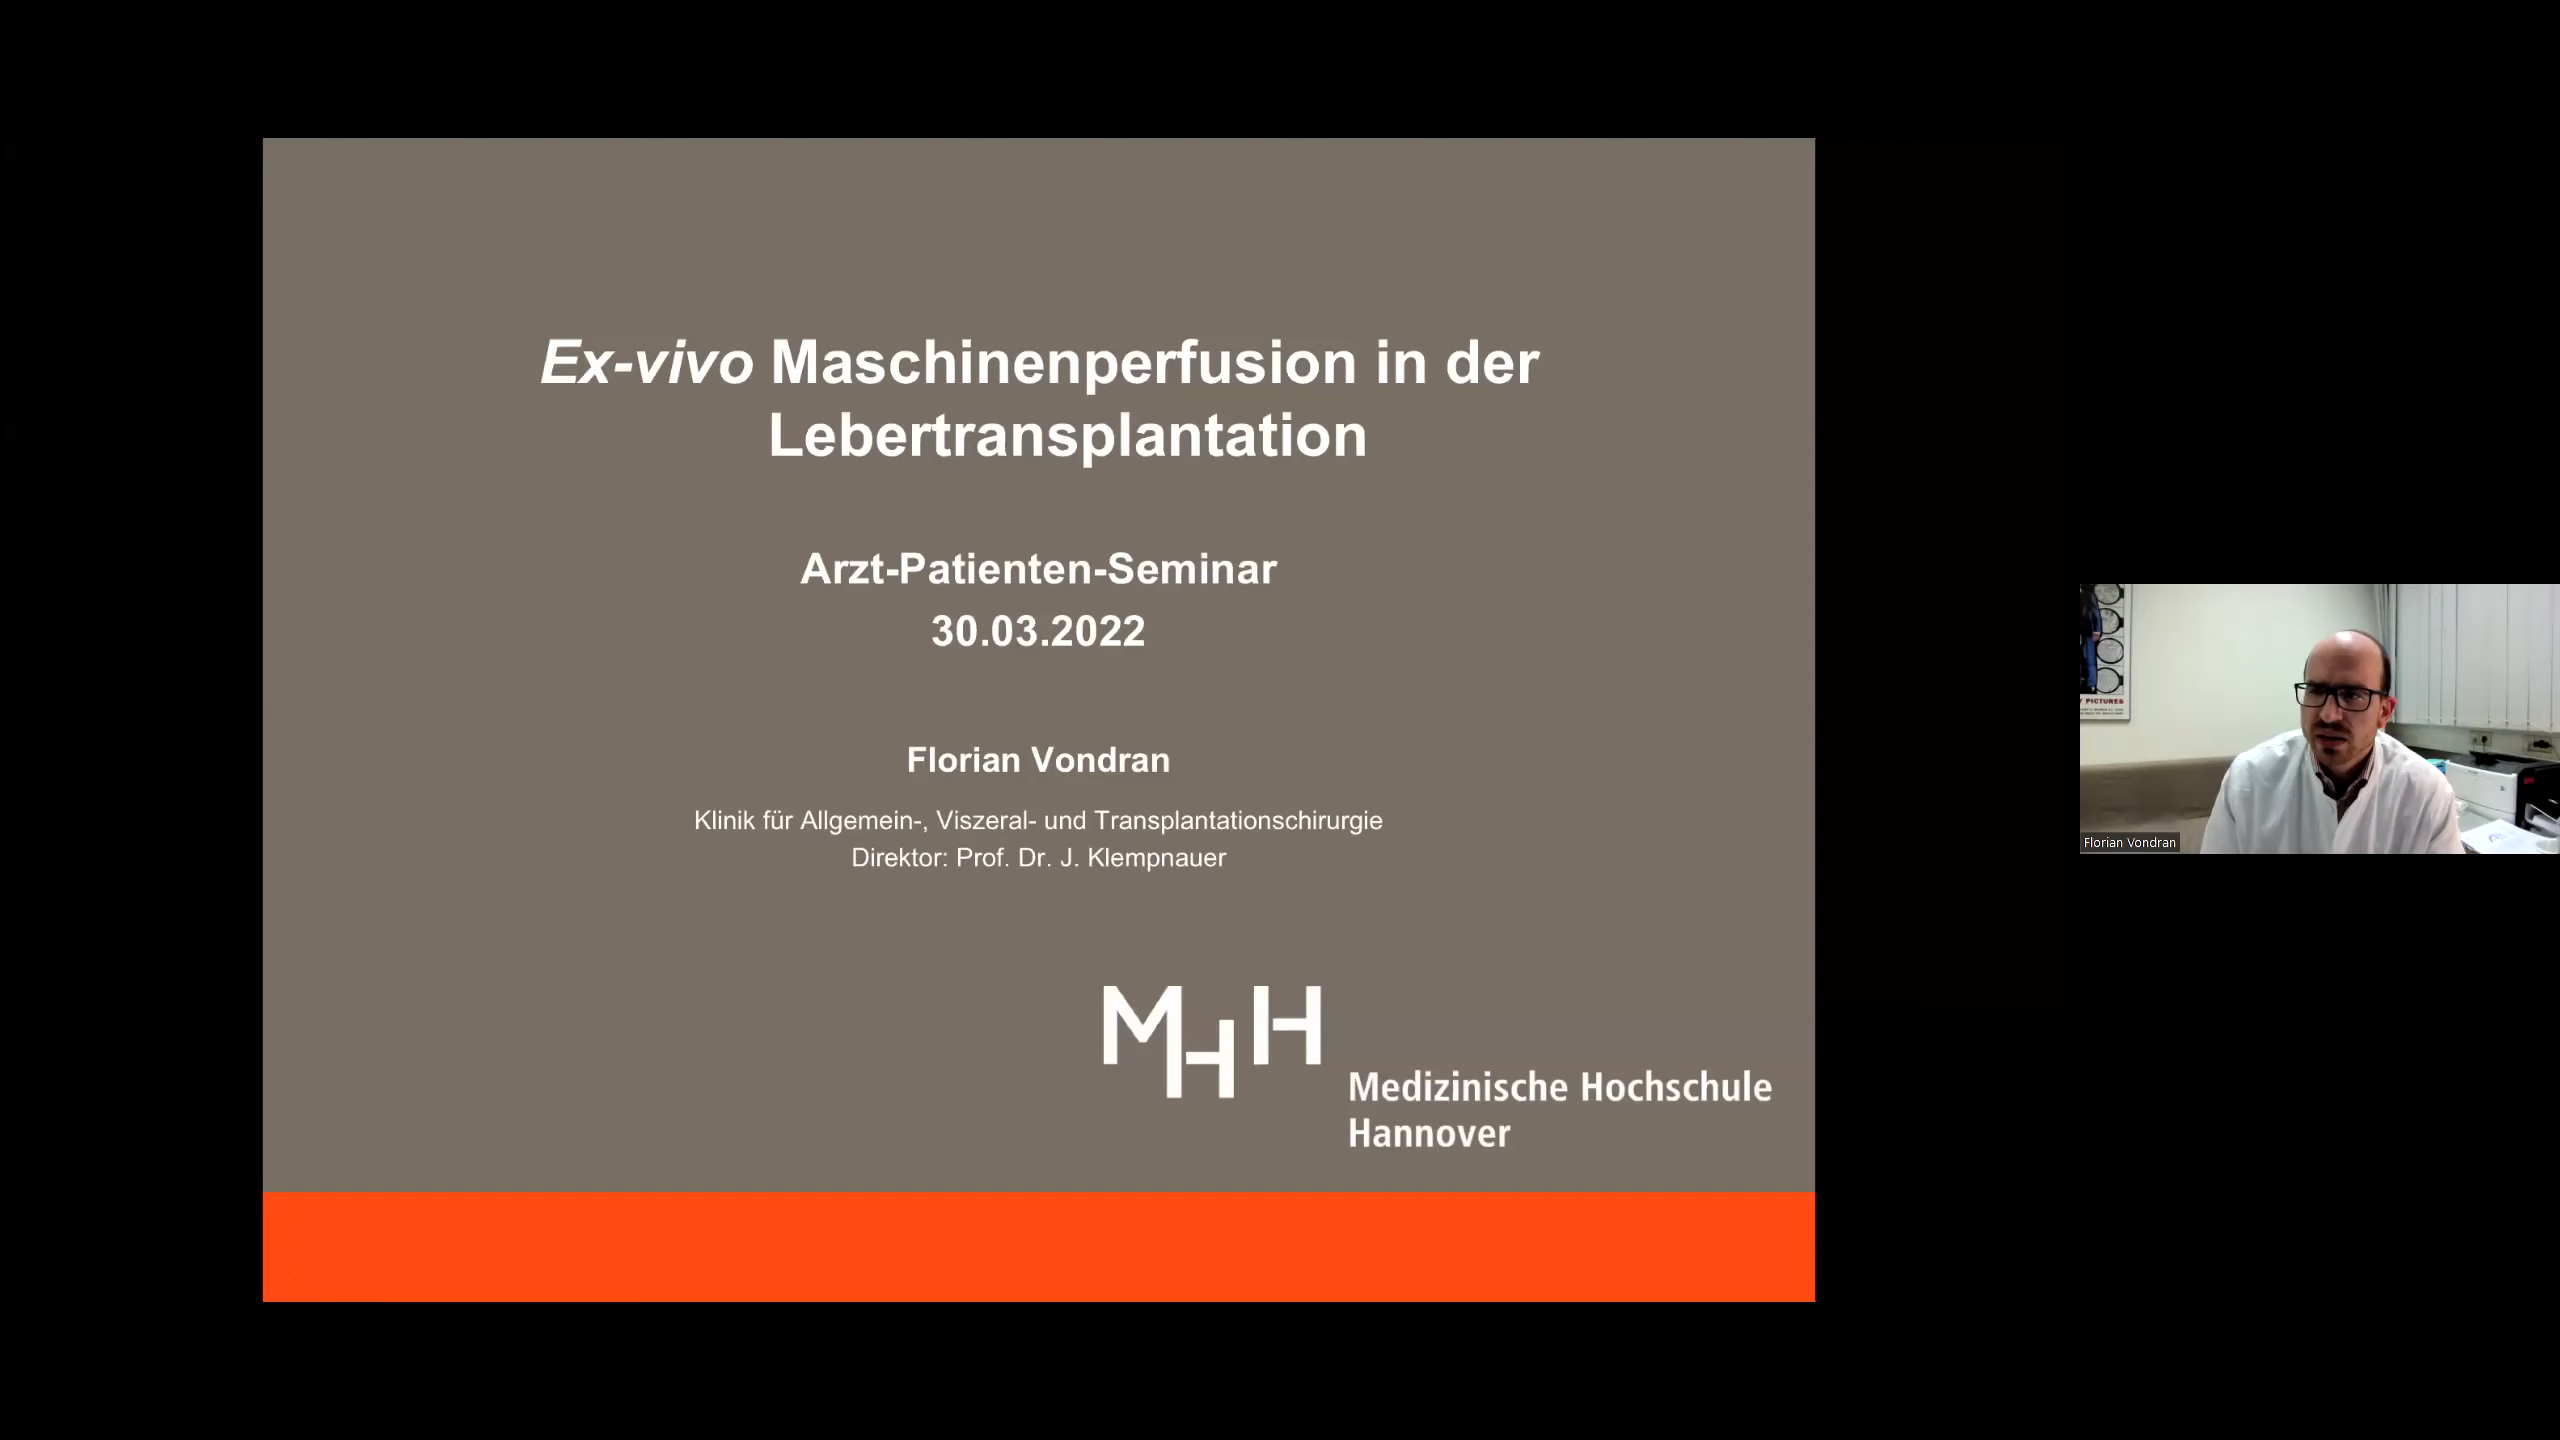 Ex-vivo Maschinenperfusion in der
Lebertransplantation
Arzt-Patienten-Seminar
30.03.2022
Florian Vondran
Klinik für Allgemein-, Viszeral- und Transplantationschirurgie
Direktor: Prof. Dr. J. Klempnauer
MHH
Medizinische Hochschule
Hannover
PICTURES
Florian Vondran